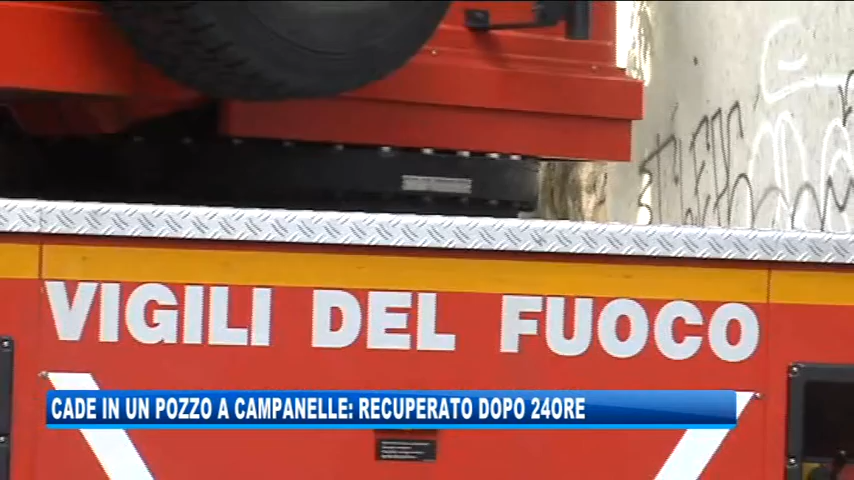 VIGILI DEL FUOCO
CADE IN UN POZZO A CAMPANELLE: RECUPERATO DOPO 24ORE